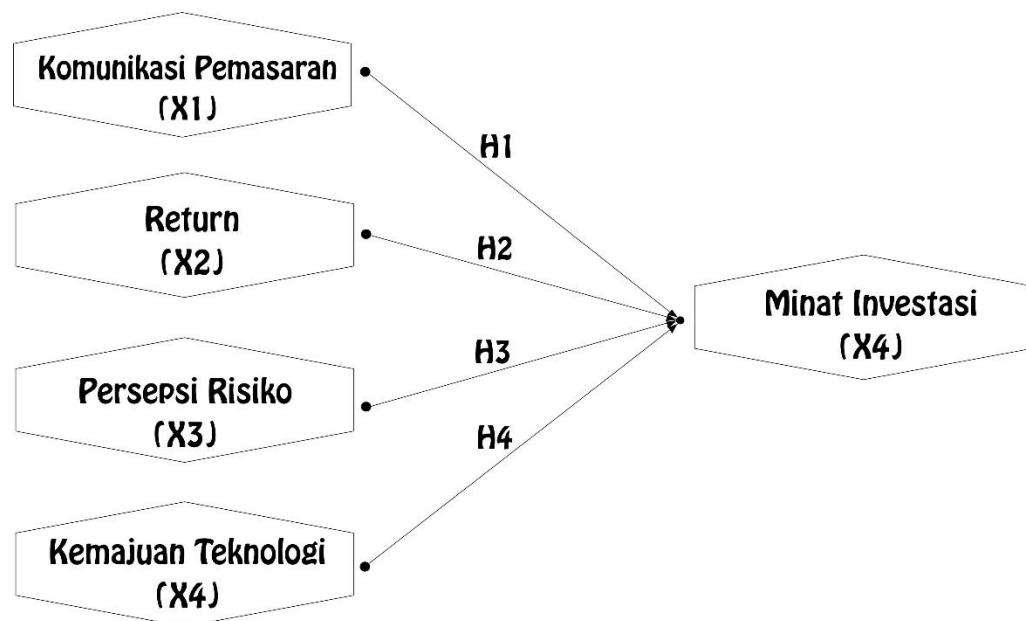 Komunikasi Pemasaran
(X1)
H1
Return
(X2)
H2
Minat Investasi
(X4)
Persepsi Risiko
(X3)
H3
H4
Kemajuan Teknologi
(X4)